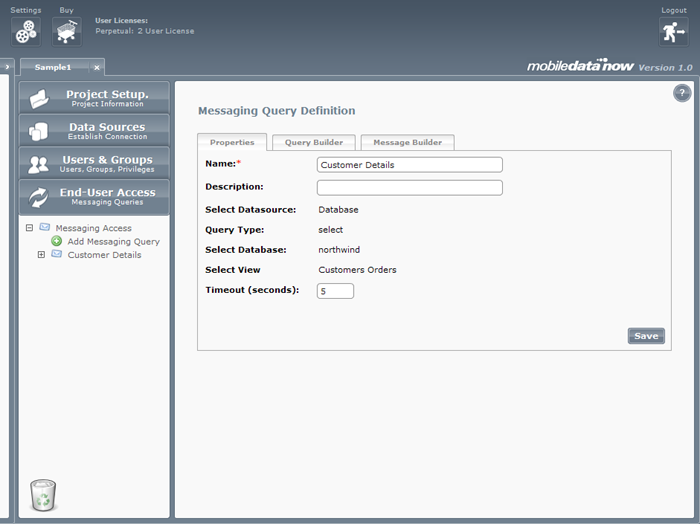 Settings
Buy
User Licenses:
Perpetual: 2 User License
Logout
Sample1
mobiledatanow Version 1.0
Project Setup.
Project Information
Data Sources
Establish Connection
Users & Groups
Users, Groups, Privileges
End-User Access
Messaging Queries
Messaging Access
Add Messaging Query
Customer Details
?
Messaging Query Definition
Properties
Query Builder
Message Builder
Name:* Customer Details
Description:
Select Datasource: Database
Query Type: select
Select Database: northwind
Select View Customers Orders
Timeout (seconds): 5
Save